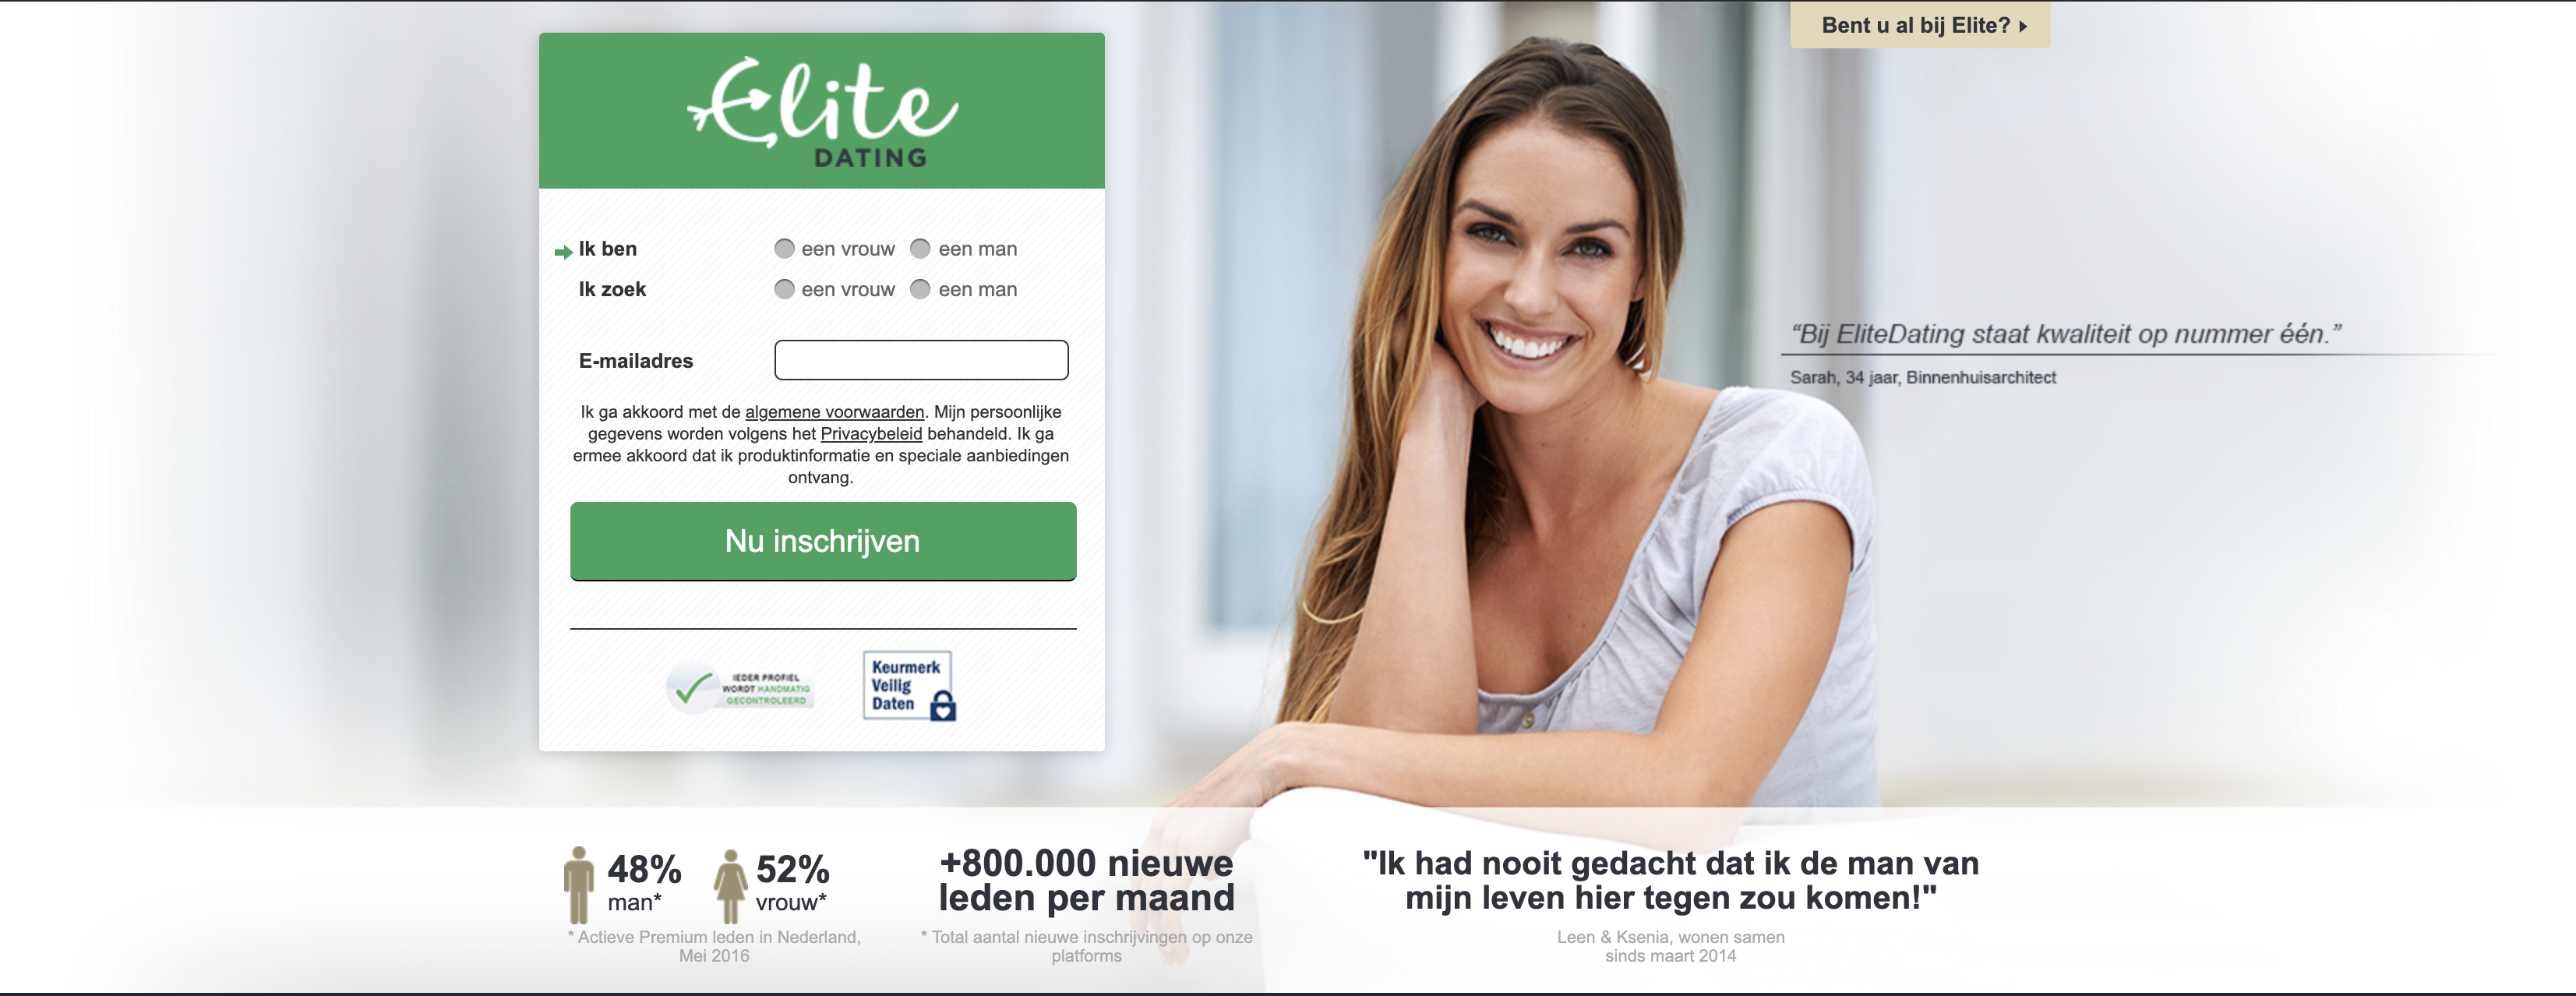 Bent u al bij Elite?
Elite
DATING
Ik ben een vrouw een man
Ik zoek een vrouw een man
E-mailadres
Ik ga akkoord met de algemene voorwaarden. Mijn persoonlijke
gegevens worden volgens het Privacybeleid behandeld. Ik ga
ermee akkoord dat ik produktinformatie en speciale aanbiedingen
ontvang.
Nu inschrijven
IEDER PROFIEL
WORDT HANDMATIG
GECONTROLEERD
Keurmerk
Veilig
Daten
“Bij EliteDating staat kwaliteit op nummer één.”
Sarah, 34 jaar, Binnenhuisarchitect
48%
man*
52%
vrouw*
* Actieve Premium leden in Nederland,
Mei 2016
+800.000 nieuwe
leden per maand
* Total aantal nieuwe inschrijvingen op onze
platforms
"Ik had nooit gedacht dat ik de man van
mijn leven hier tegen zou komen!"
Leen & Ksenia, wonen samen
sinds maart 2014